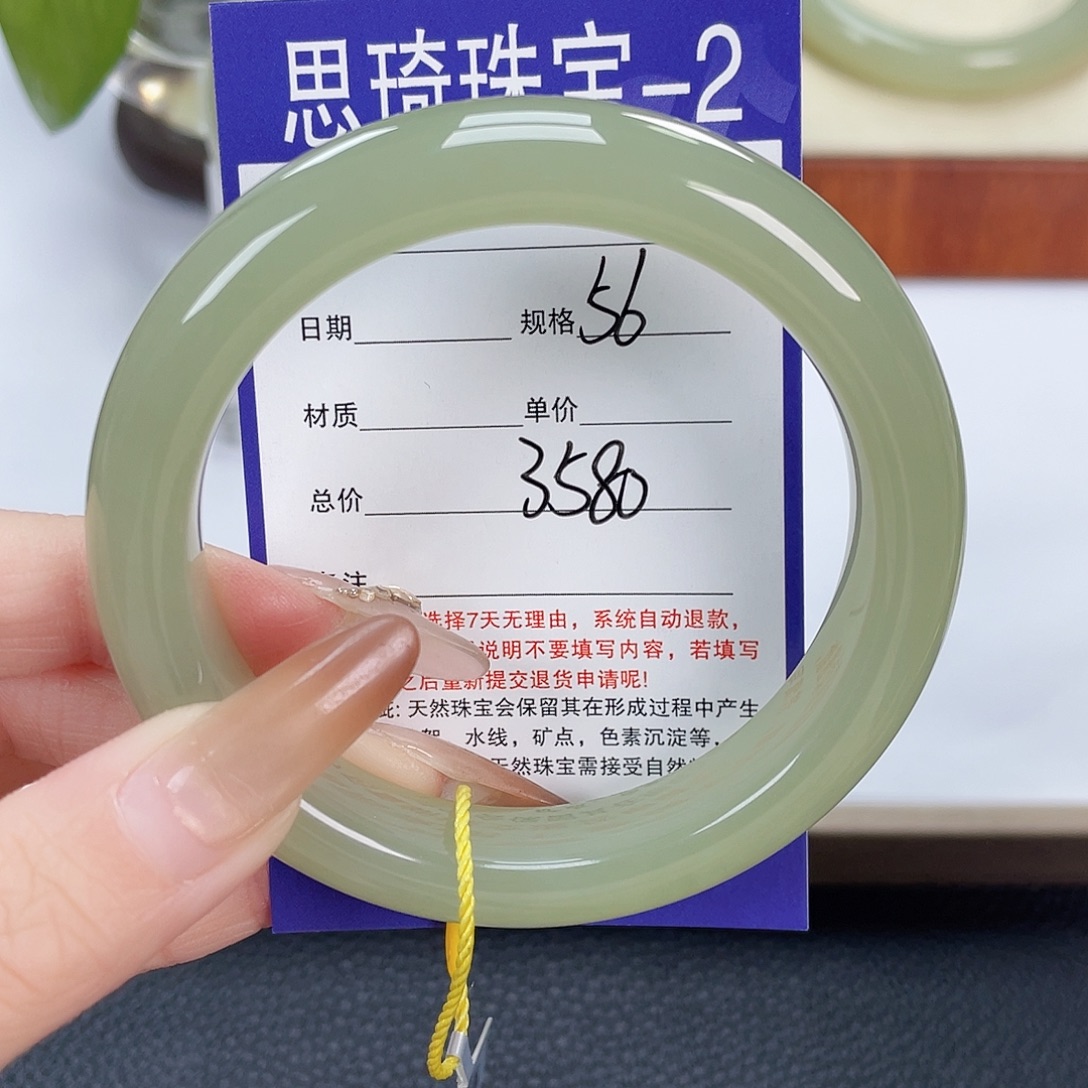 思琦珠宝-2
日期 规格 56
材质 单价
总价 3580
注
选择7天无理由，系统自动退款，
说明不要填写内容，若填写
之后重新提交退货申请呢!
疵: 天然珠宝会保留其在形成过程中产生
水线，矿点，色素沉淀等，
天然珠宝需接受自然